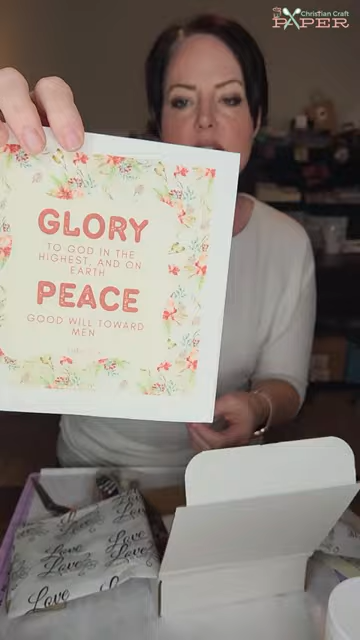 Christian Craft
PAPER
GLORY
TO GOD IN THE
HIGHEST, AND ON
EARTH
PEACE
GOOD WILL TOWARD
MEN
Love
Love
Love
Love